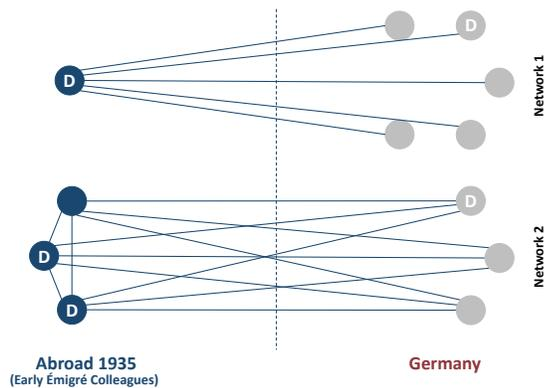 D
D
Network 1
D
D
D
Network 2
Abroad 1935
Germany
(Early Émigré Colleagues)